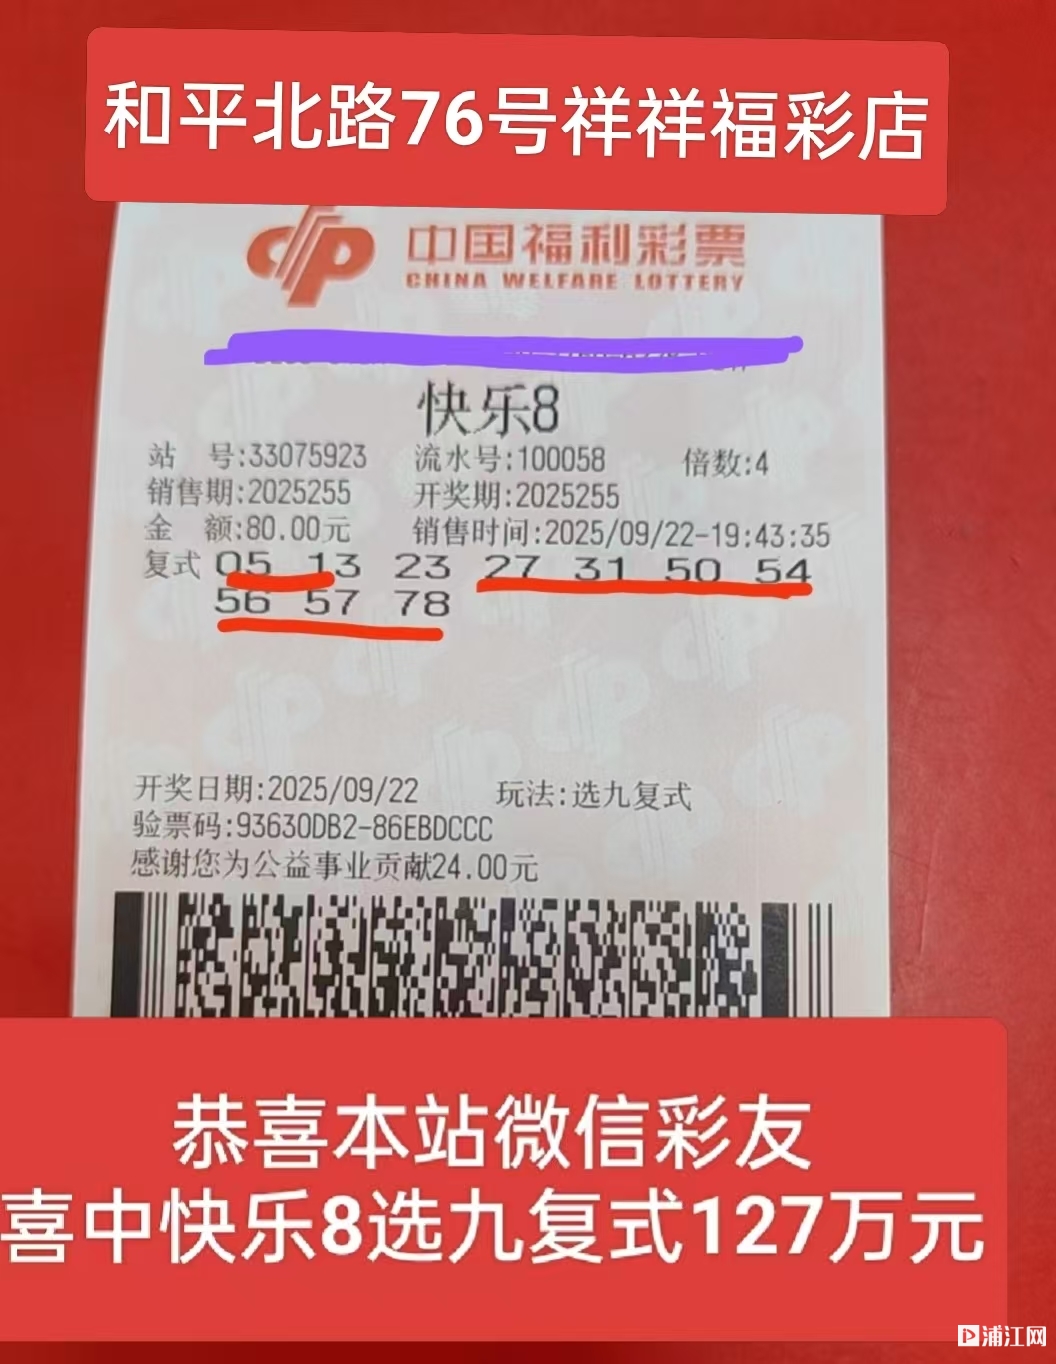 和平北路76号祥祥福彩店
中国福利彩票
CHINA WELFARE LOTTERY
快乐8
站 号:33075923 流水号:100058 倍数:4
销售期:2025255 开奖期:2025255
金 额:80.00元 销售时间:2025/09/22-19:43:35
复式 05 13 23 27 31 50 54
56 57 78
开奖日期:2025/09/22 玩法:选九复式
验票码:93630DB2-86EBDCCC
感谢您为公益事业贡献24.00元
恭喜本站微信彩友
喜中快乐8选九复式127万元
浦江网